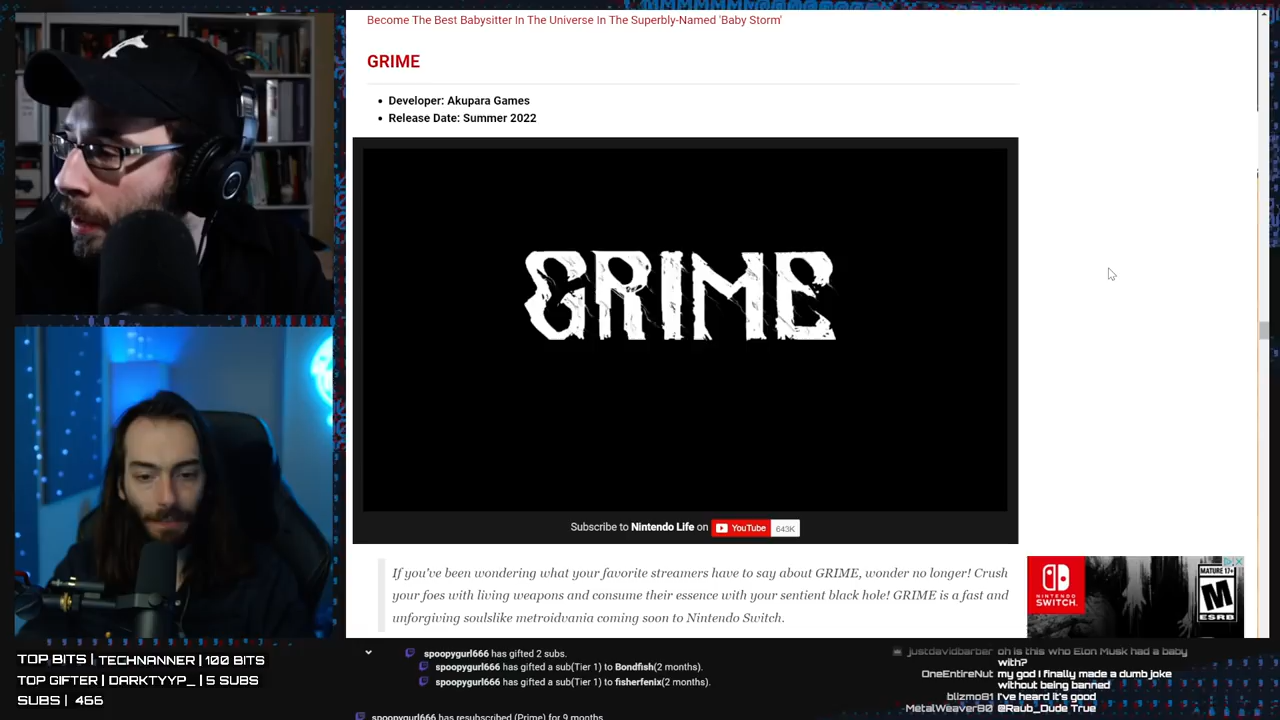 Become The Best Babysitter In The Universe In The Superbly-Named 'Baby Storm'
GRIME
• Developer: Akupara Games
• Release Date: Summer 2022
GRIME
Subscribe to Nintendo Life on YouTube 643K
If you've been wondering what your favorite streamers have to say about GRIME, wonder no longer! Crush
your foes with living weapons and consume their essence with your sentient black hole! GRIME is a fast and
unforgiving soulslike metroidvania coming soon to Nintendo Switch.
NINTENDO
SWITCH
MATURE 17+
M
ESRB
TOP BITS | TECHNANNER | 100 BITS
TOP GIFTER | DARKTYYP_ | 5 SUBS
SUBS | 466
spoopygurl666 has gifted 2 subs.
spoopygurl666 has gifted a sub(Tier 1) to Bondfish(2 months).
spoopygurl666 has gifted a sub(Tier 1) to fisherfenix(2 months).
spoopygurl666 has resubscribed (Prime) for 9 months
justdavidbarber oh is this who Elon Musk had a baby
with?
OneEntireNut my god I finally made a dumb joke
without being banned
blizmo81 I've heard it's good
MetalWeaver80 @Raub_Dude True